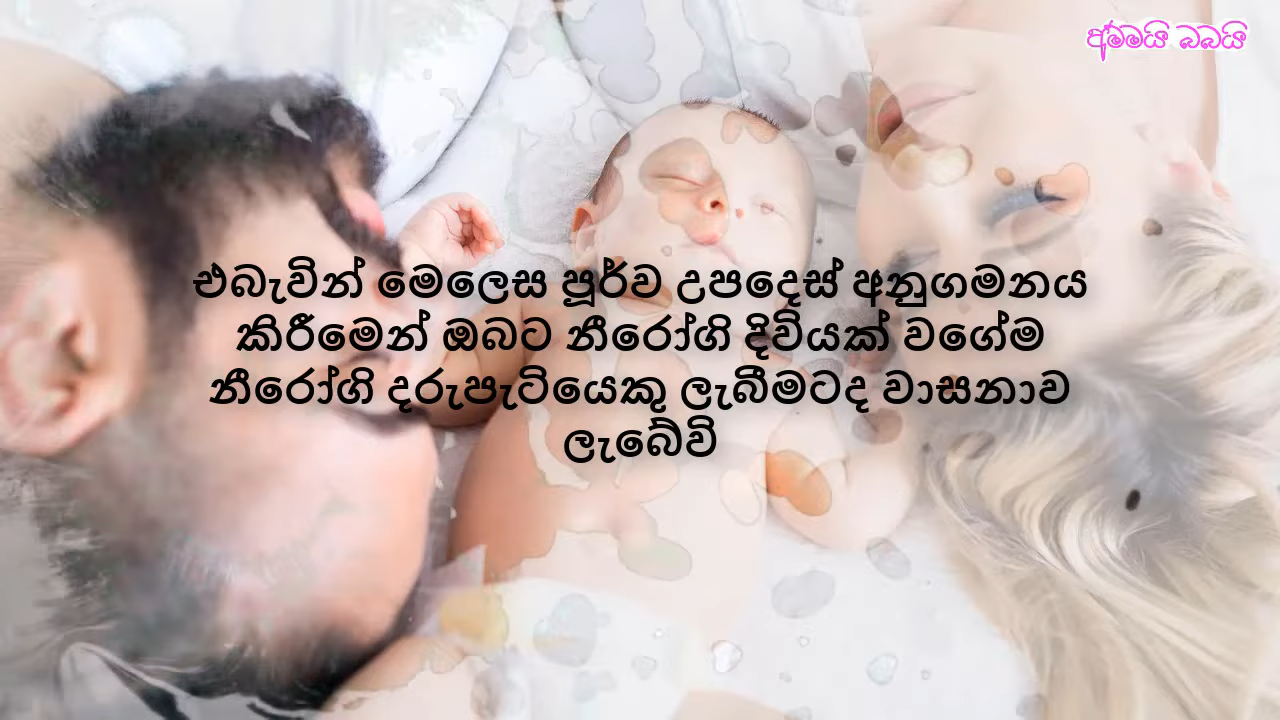 අම්මයි බබයි
එබැවින් මෙලෙස පූර්ව උපදෙස් අනුගමනය
කිරීමෙන් ඔබට නීරෝගි දිවියක් වගේම
නීරෝගි දරුපැටියෙකු ලැබීමටද වාසනාව
ලැබේවි